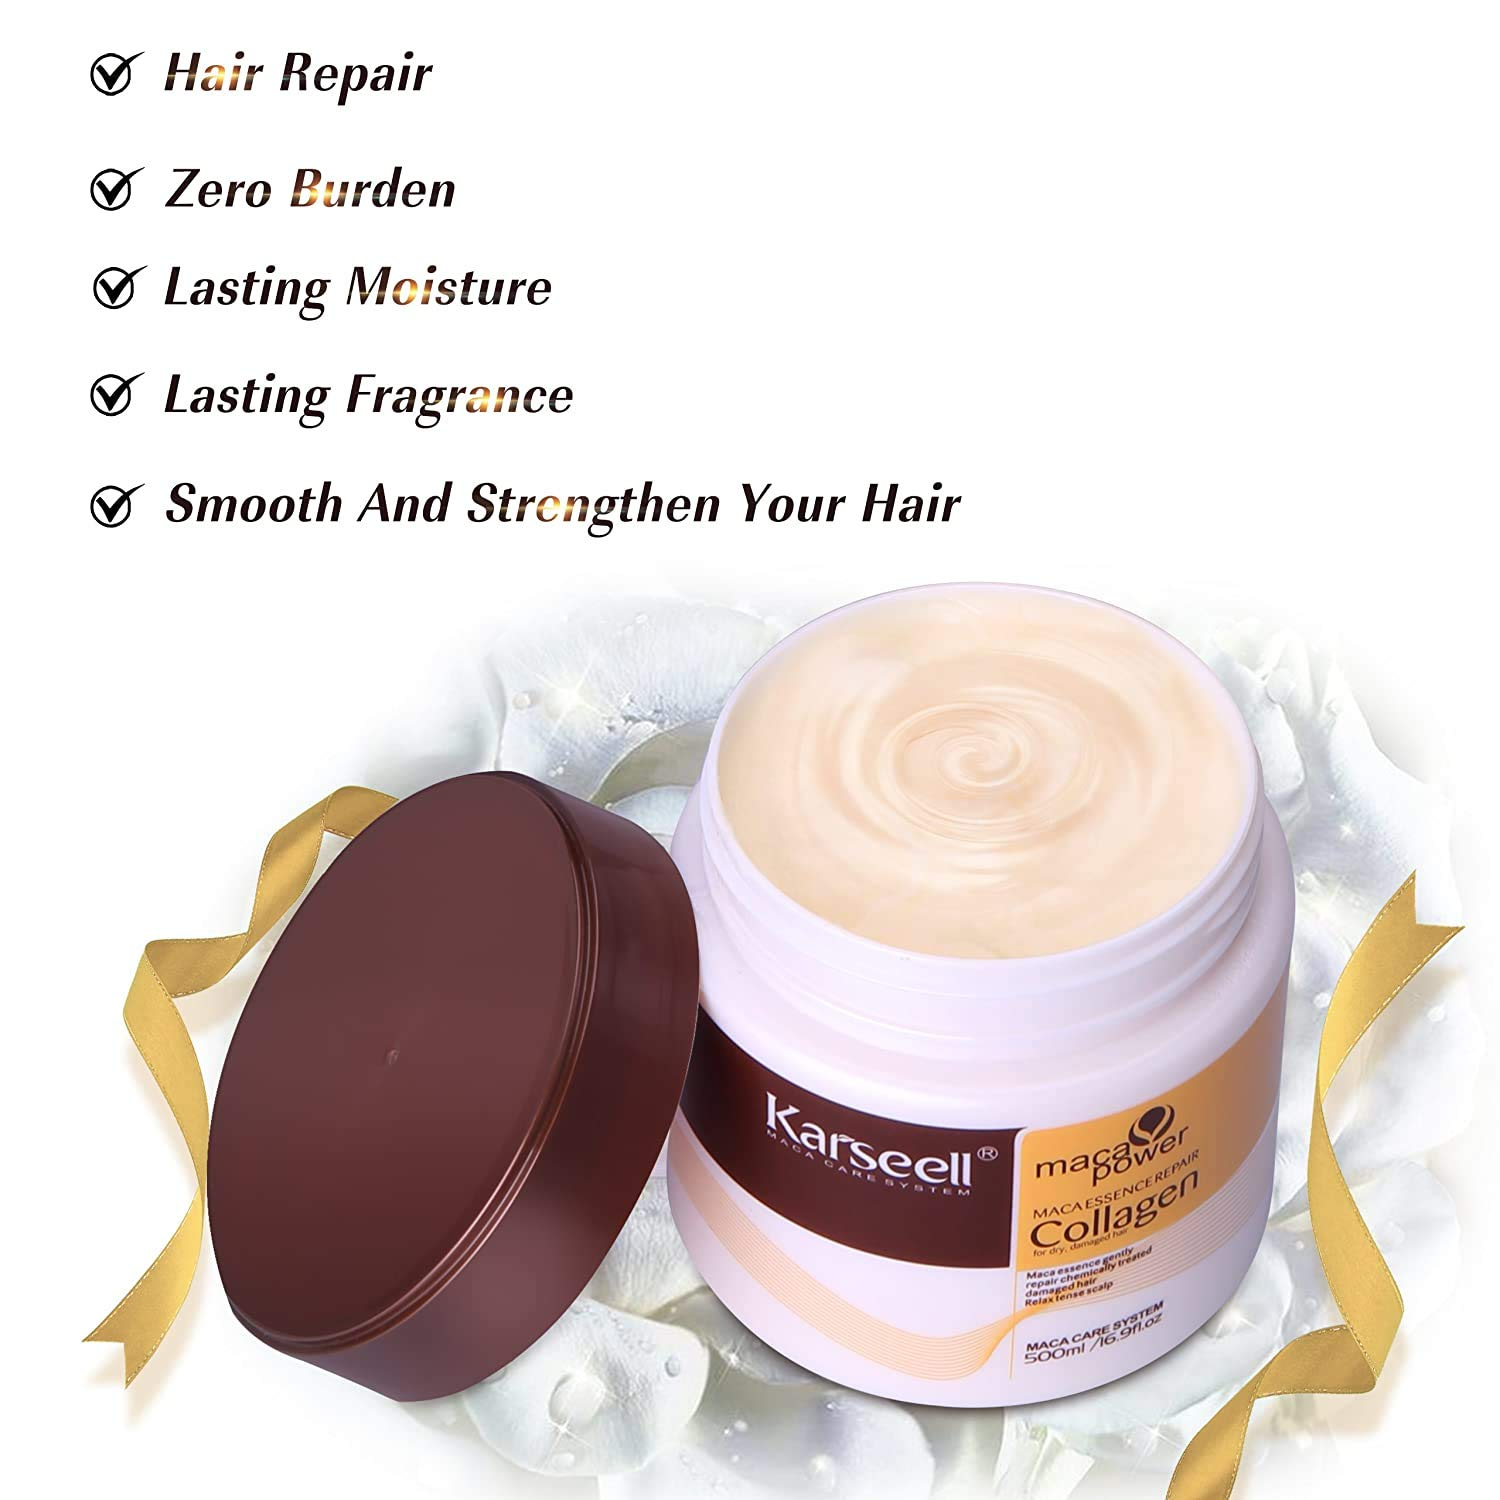 Hair Repair
Zero Burden
Lasting Moisture
Lasting Fragrance
Smooth And Strengthen Your Hair
Karseell®
MACA CARE SYSTEM
maca
power
MACA ESSENCE REPAIR
Collagen
for dry, damaged hair
Maca essence gently
repair chemically treated
damaged hair
Relax tense scalp
MACA CARE SYSTEM
500ml /16.9fl.oz